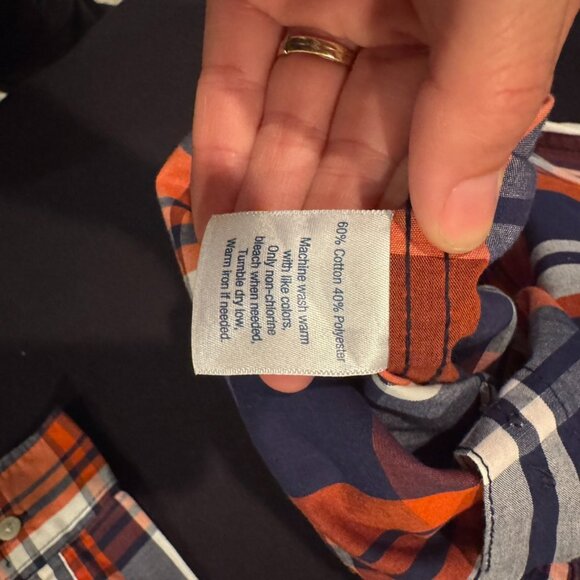 60% Cotton 40% Polyester
Machine wash warm
with like colors,
Only non-chlorine
bleach when needed,
Tumble dry low,
Warm iron if needed.